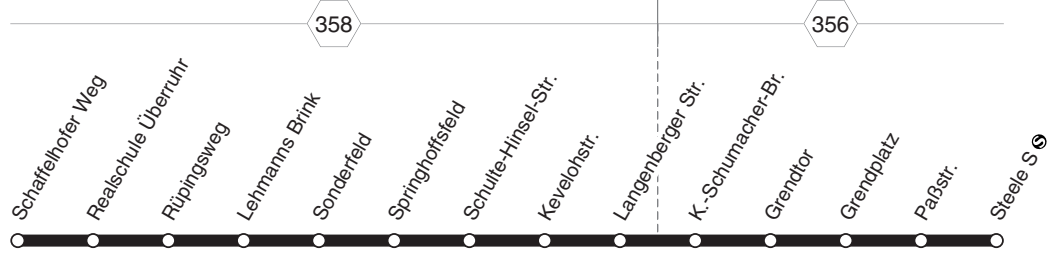 358
356
Schaffelhofer Weg
Realschule Überruhr
Rüpingsweg
Lehmanns Brink
Sonderfeld
Springhoffsfeld
Schulte-Hinsel-Str.
Kevelohstr.
Langenberger Str.
K.-Schumacher-Br.
Grendtor
Grendplatz
Paßstr.
Steele S S